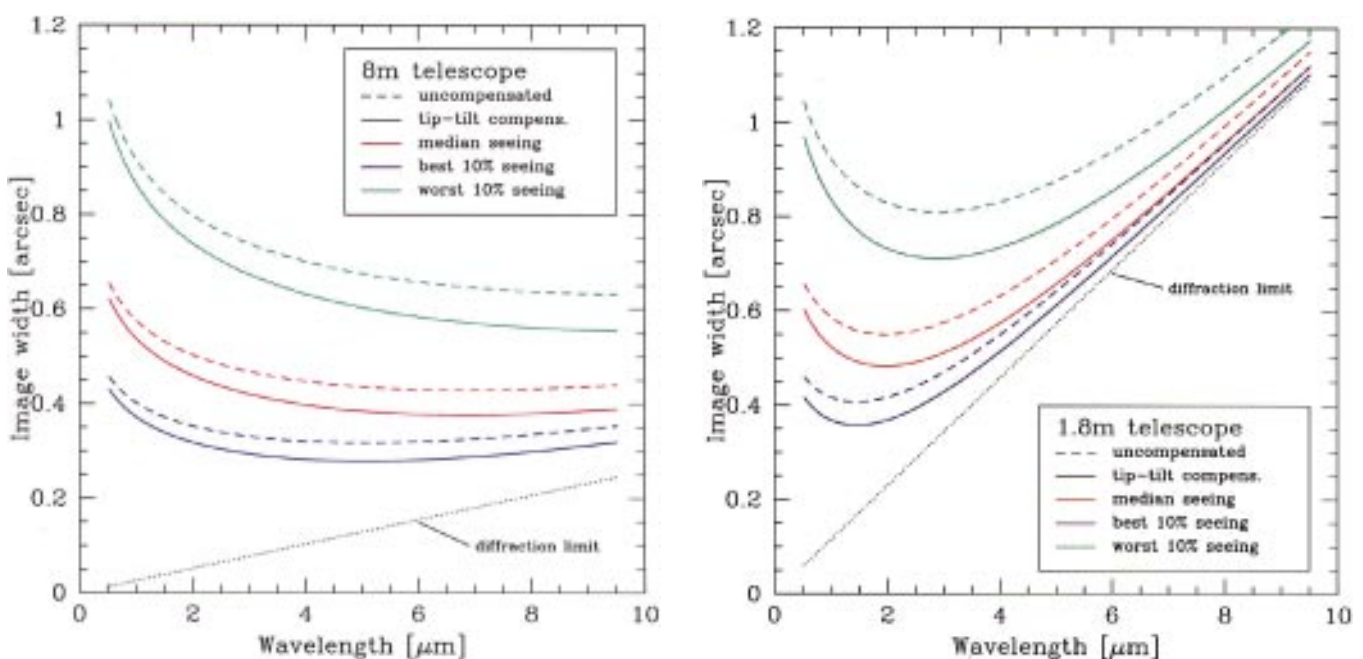 Image width [arcsec]
1.2
1
0.8
0.6
0.4
0.2
0
8m telescope
uncompensated
tip-tilt compens.
median seeing
best 10% seeing
worst 10% seeing
diffraction limit
0 2 4 6 8 10
Wavelength [μm]
Image width [arcsec]
1.2
1
0.8
0.6
0.4
0.2
0
diffraction limit
1.8m telescope
uncompensated
tip-tilt compens.
median seeing
best 10% seeing
worst 10% seeing
0 2 4 6 8 10
Wavelength [μm]